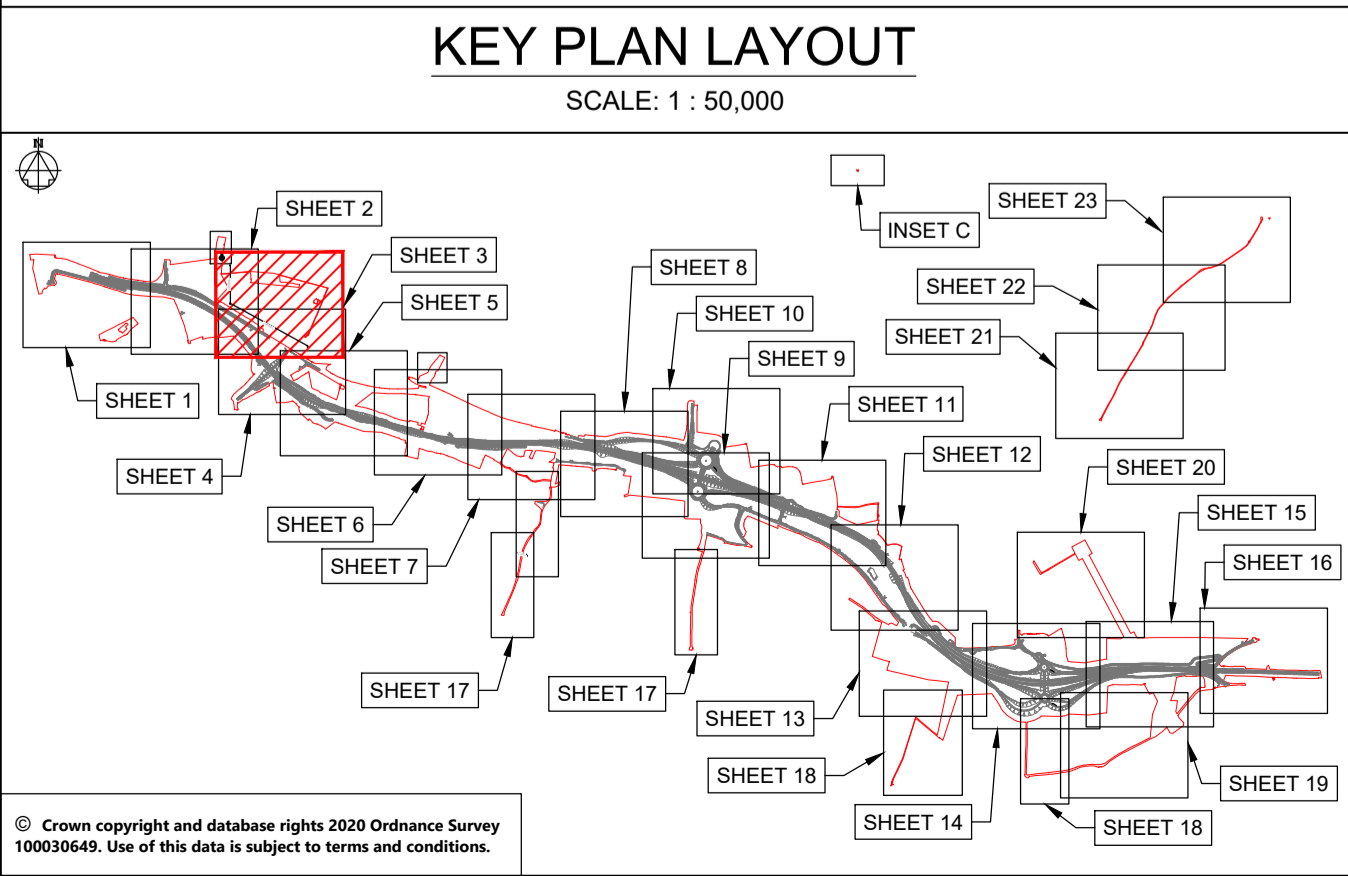 KEY PLAN LAYOUT
SCALE: 1 : 50,000
N
SHEET 2
SHEET 3
SHEET 5
SHEET 1
SHEET 4
SHEET 6
SHEET 7
SHEET 8
SHEET 10
SHEET 9
SHEET 11
SHEET 12
INSET C
SHEET 23
SHEET 22
SHEET 21
SHEET 20
SHEET 15
SHEET 16
SHEET 17
SHEET 17
SHEET 13
SHEET 18
SHEET 14
SHEET 18
SHEET 19
© Crown copyright and database rights 2020 Ordnance Survey
100030649. Use of this data is subject to terms and conditions.